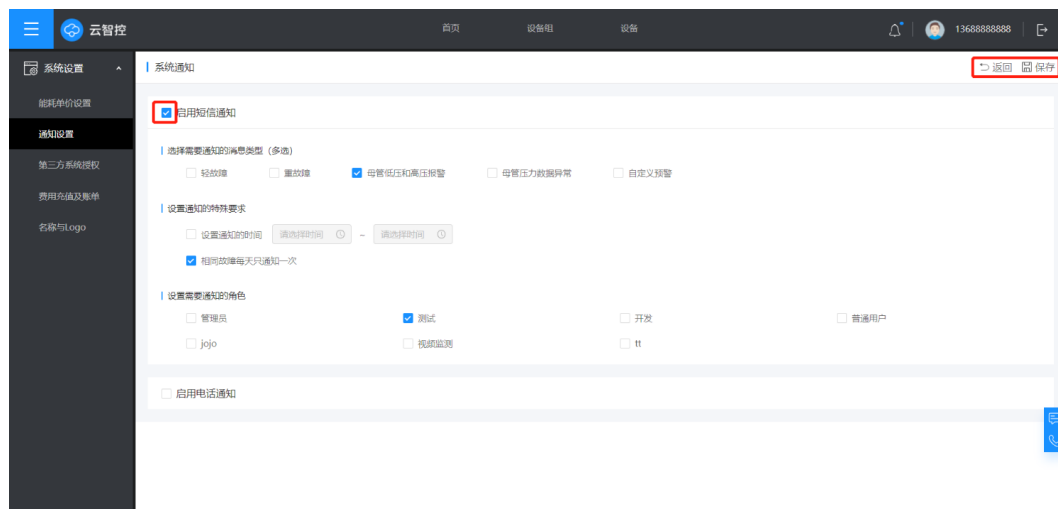 云智控 首页 设备组 设备 13688888888
系统设置 系统通知 返回 保存
能耗单价设置 启用短信通知
通知设置
选择需要通知的消息类型（多选）
第三方系统授权 轻故障 重故障 母管低压和高压报警 母管压力数据异常 自定义预警
费用充值及账单
设置通知的特殊要求
名称与Logo 设置通知的时间 请选择时间 ~ 请选择时间
相同故障每天只通知一次
设置需要通知的角色
管理员 测试 开发 普通用户
jojo 视频监测 tt
启用电话通知